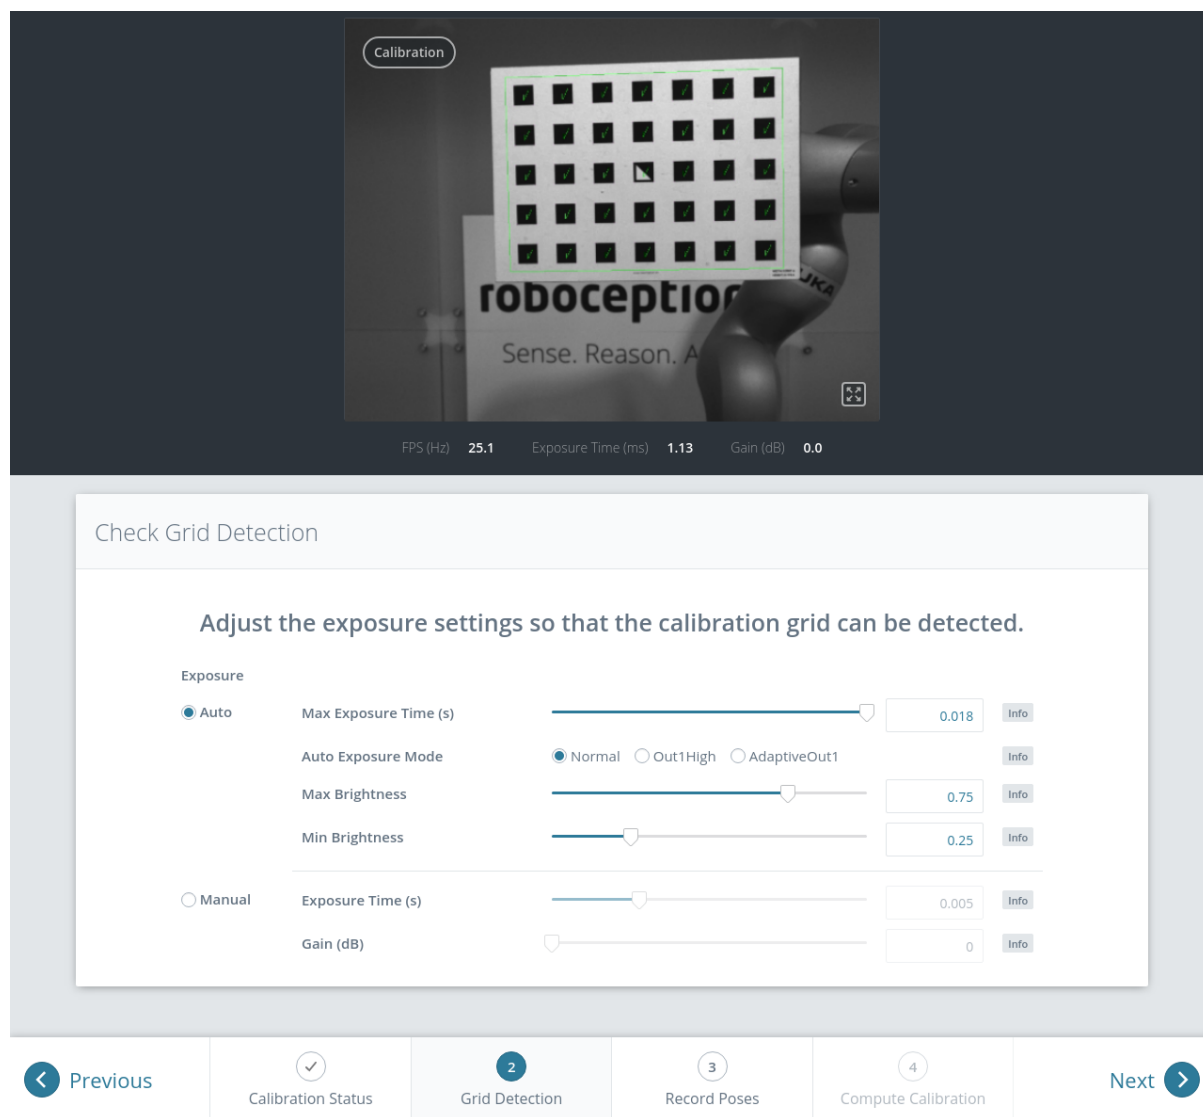 Calibration
roboception
Sense. Reason. A
UKA
FPS (Hz) 25.1 Exposure Time (ms) 1.13 Gain (dB) 0.0
Check Grid Detection
Adjust the exposure settings so that the calibration grid can be detected.
Exposure
Auto Max Exposure Time (s) 0.018 Info
Auto Exposure Mode Normal Out1High AdaptiveOut1 Info
Max Brightness 0.75 Info
Min Brightness 0.25 Info
Manual Exposure Time (s) 0.005 Info
Gain (dB) 0 Info
Previous
2
3
4
Calibration Status Grid Detection Record Poses Compute Calibration
Next